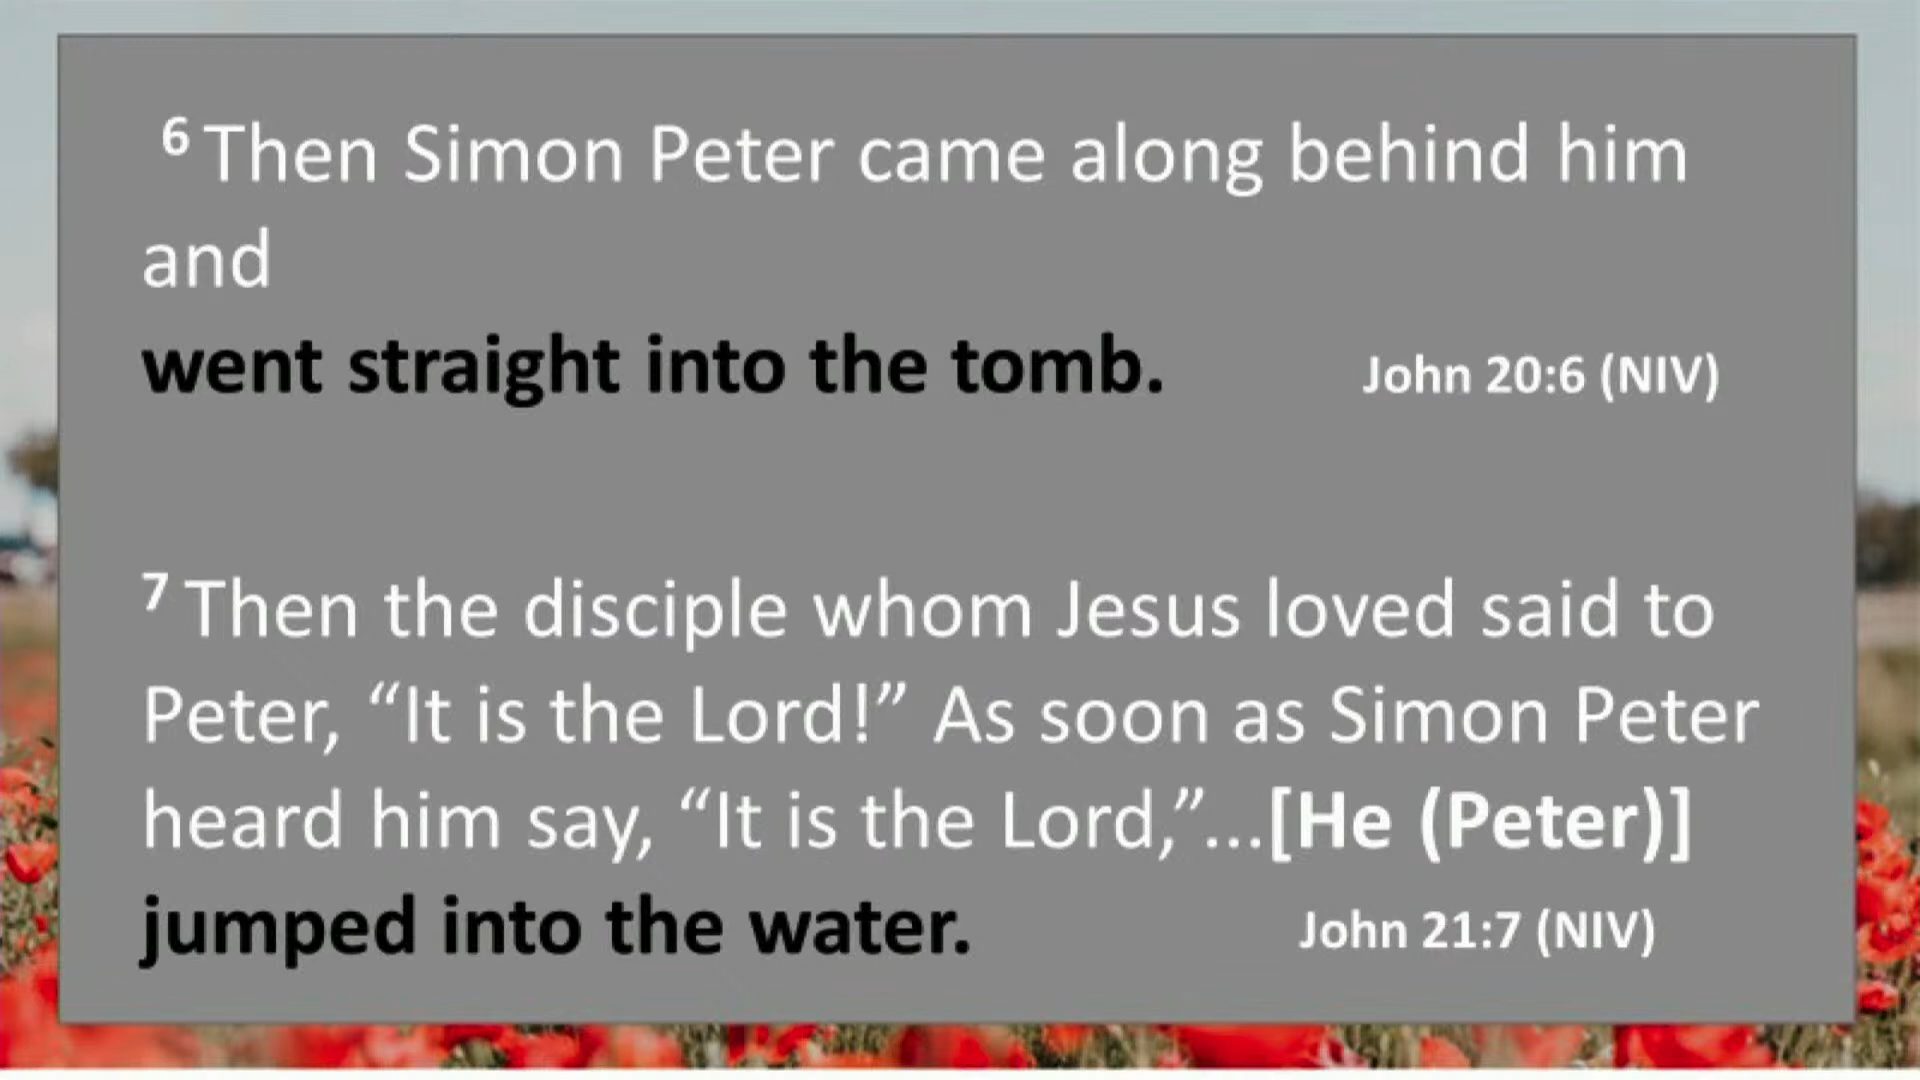 6 Then Simon Peter came along behind him
and
went straight into the tomb. John 20:6 (NIV)
7 Then the disciple whom Jesus loved said to
Peter, “It is the Lord!” As soon as Simon Peter
heard him say, “It is the Lord,”...[He (Peter)]
jumped into the water. John 21:7 (NIV)